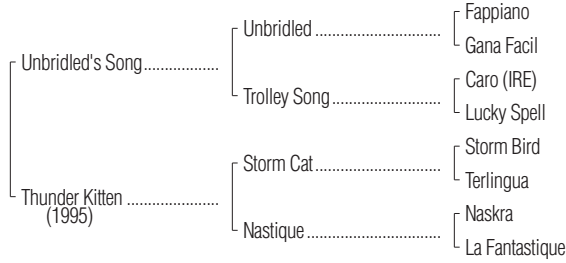 Fappiano
Unbridled
Gana Facil
Unbridled's Song
Caro (IRE)
Trolley Song
Lucky Spell
Storm Bird
Storm Cat
Terlingua
Thunder Kitten
(1995)
Naskra
Nastique
La Fantastique